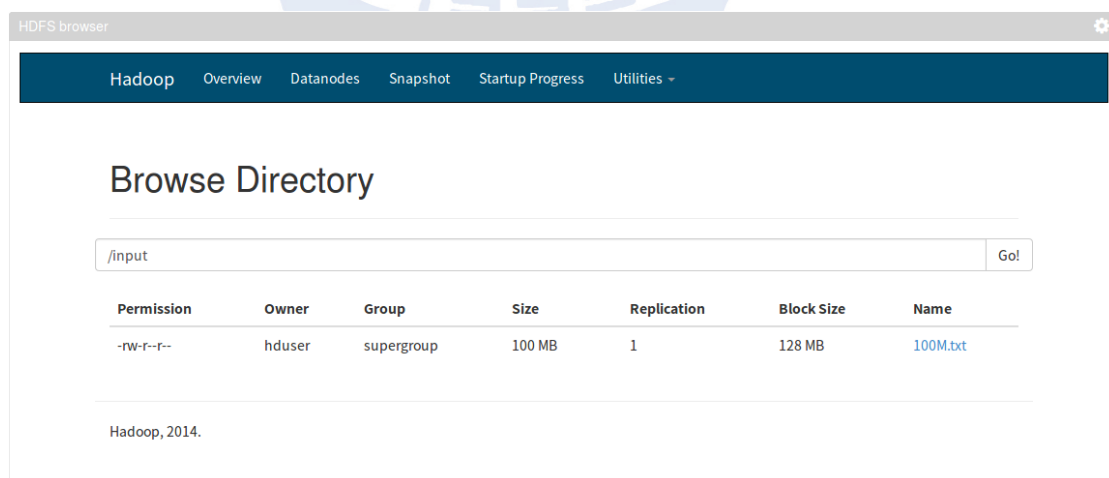 HDFS browser
Hadoop Overview Datanodes Snapshot Startup Progress Utilities
Browse Directory
/input Go!
Permission Owner Group Size Replication Block Size Name
-rw-r--r-- hduser supergroup 100 MB 1 128 MB 100M.txt
Hadoop, 2014.